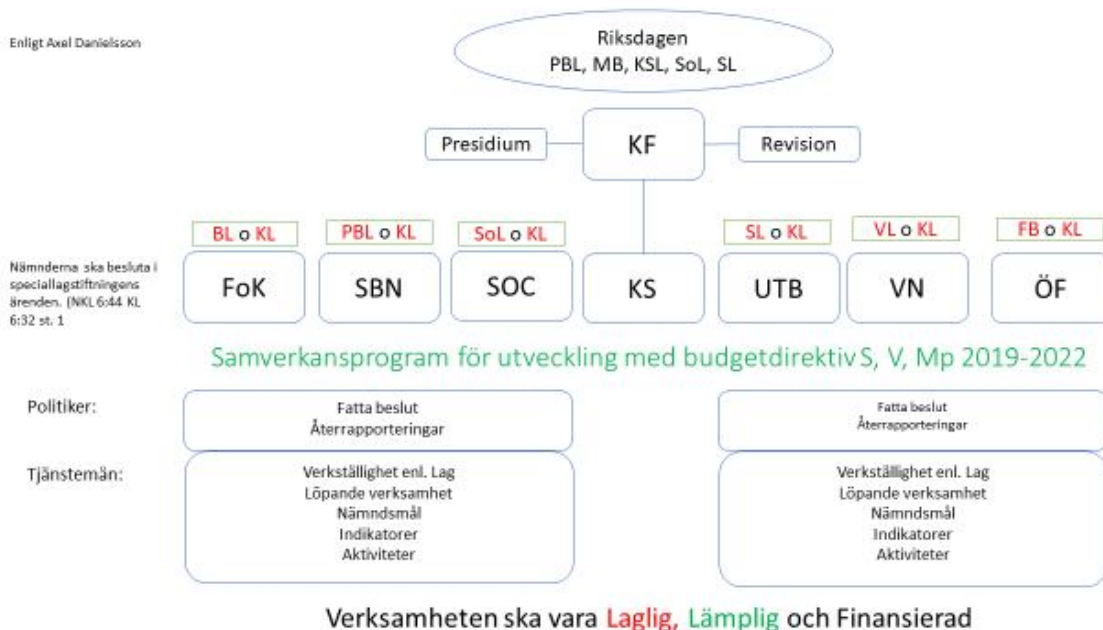 Enligt Axel Danielsson
Riksdagen
PBL, MB, KSL, SoL, SL
Presidium
KF
Revision
BL o KL
PBL o KL
SoL o KL
SL o KL
VL o KL
FB o KL
Nämnderna ska besluta i
speciallagstiftningens
ärenden. (NKL 6:44 KL
6:32 st. 1
FoK
SBN
SOC
KS
UTB
VN
ÖF
Samverkansprogram för utveckling med budgetdirektiv S, V, Mp 2019-2022
Politiker:
Fatta beslut
Återrapporteringar
Fatta beslut
Återrapporteringar
Tjänstemän:
Verkställighet enl. Lag
Löpande verksamhet
Nämndsmål
Indikatorer
Aktiviteter
Verkställighet enl. Lag
Löpande verksamhet
Nämndsmål
Indikatorer
Aktiviteter
Verksamheten ska vara Laglig, Lämplig och Finansierad